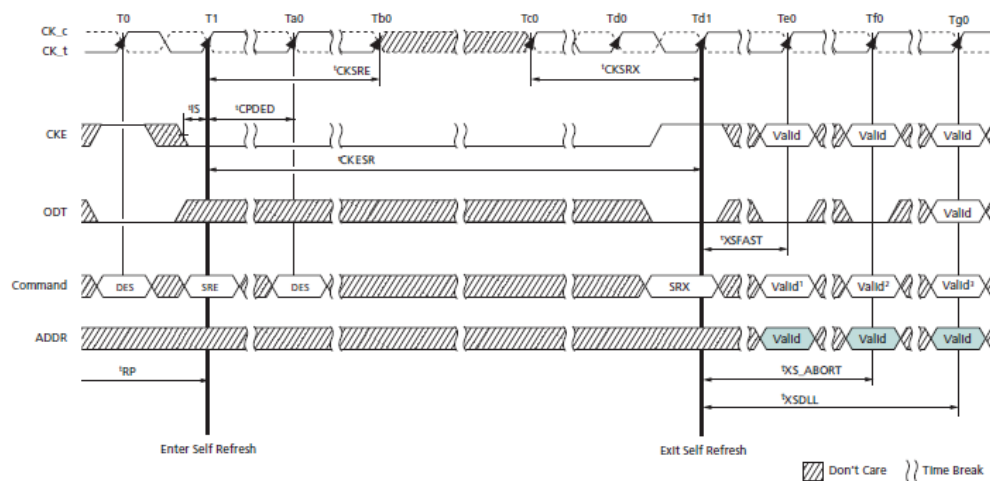 T0 T1 Ta0 Tb0 Tc0 Td0 Td1 Te0 Tf0 Tg0
CK_c
CK_t
tCKSRE tCKSRX
tIS tCPDED
CKE Valid Valid Valid
tCKESR
ODT Valid
tXSFAST
Command DES SRE DES SRX Valid¹ Valid² Valid³
ADDR Valid Valid Valid
tRP tXS_ABORT
tXSDLL
Enter Self Refresh Exit Self Refresh
Don't Care Time Break